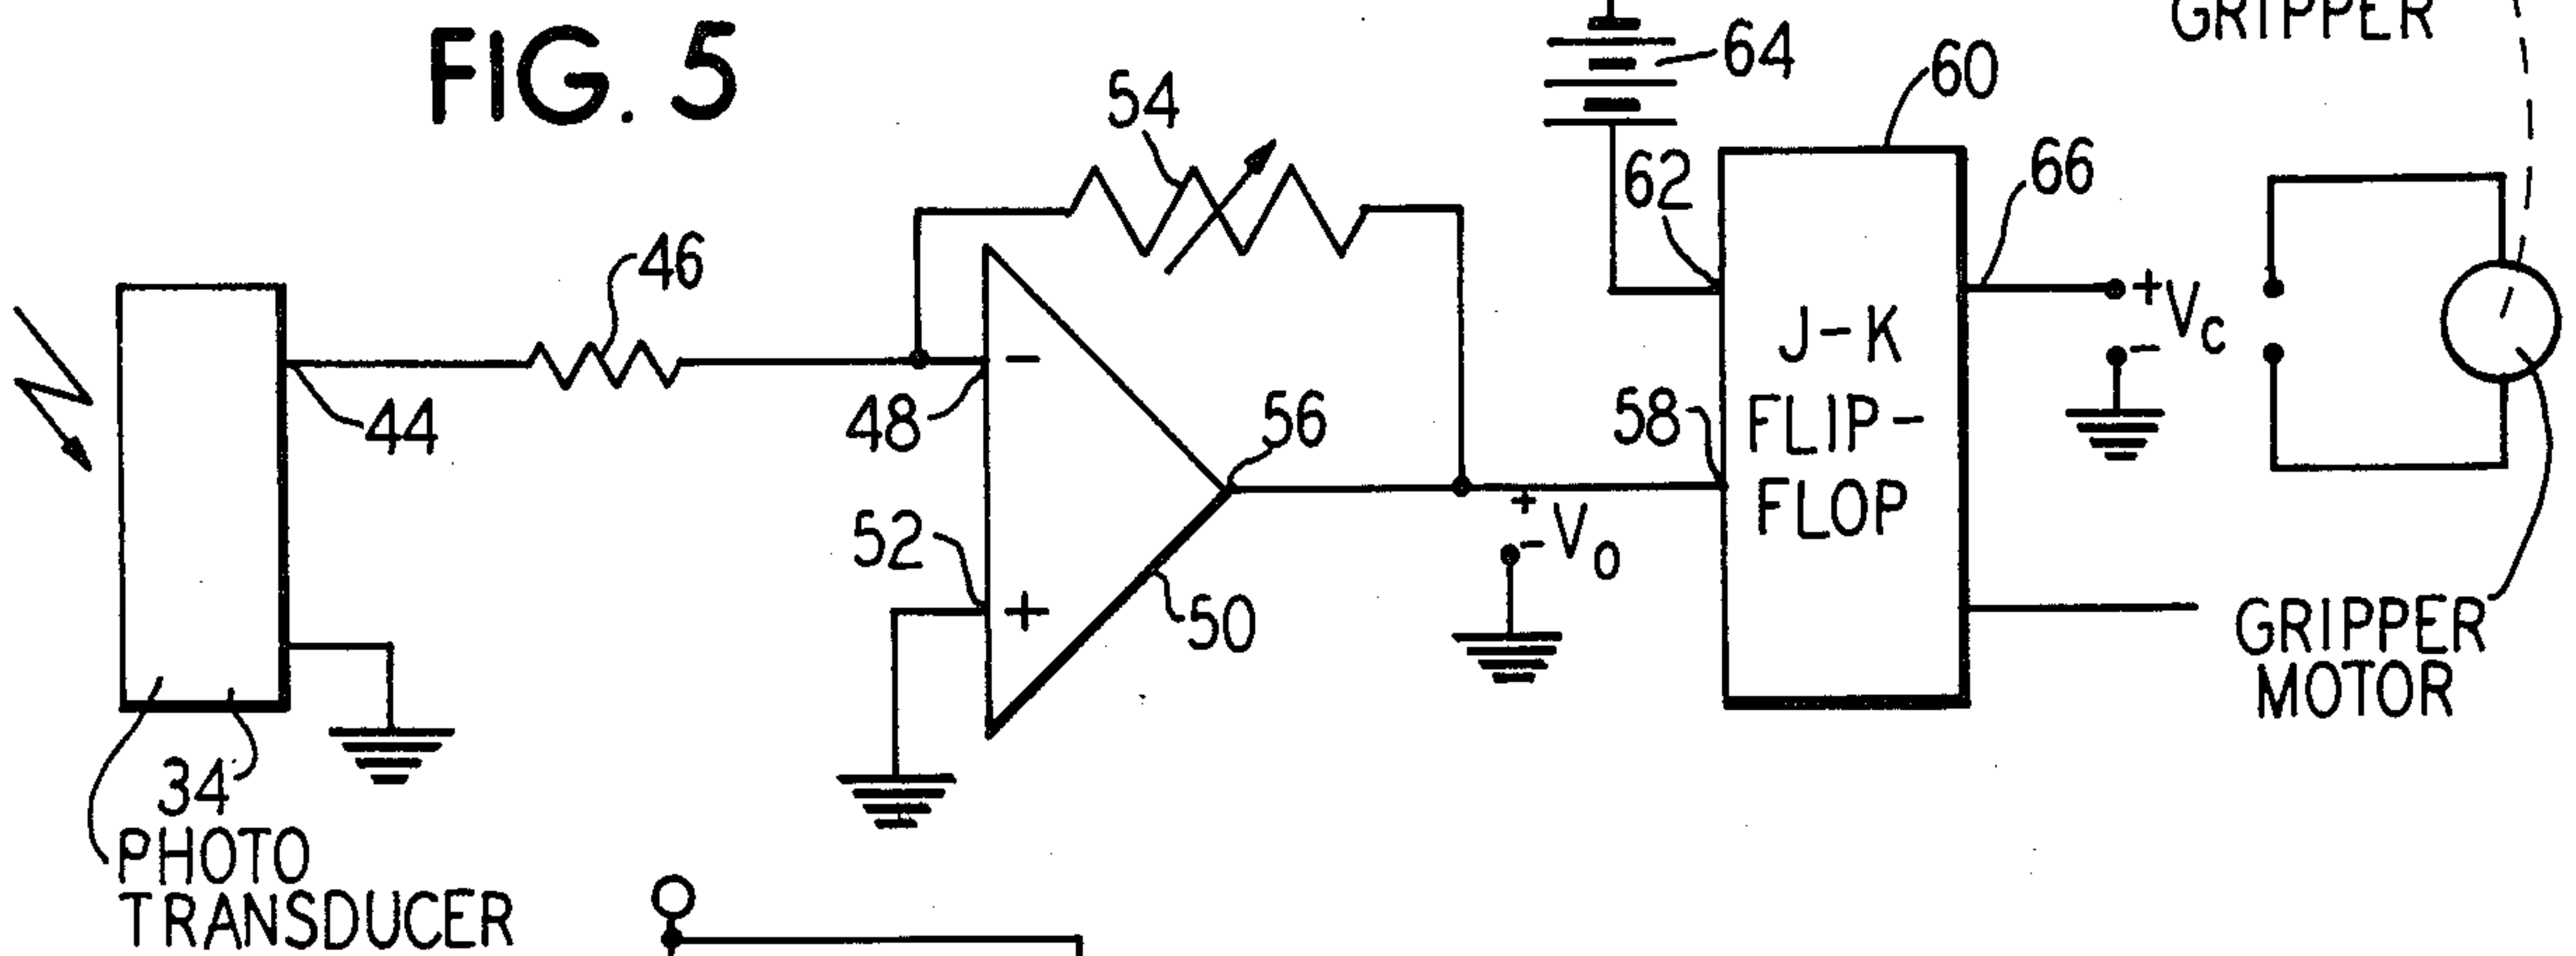 GRIPPER
FIG. 5
64
60
54
62
66
46
+
Vc
-
J-K
FLIP-
FLOP
44
48
-
58
56
52
+
+
-
Vo
50
GRIPPER
MOTOR
34
PHOTO
TRANSDUCER